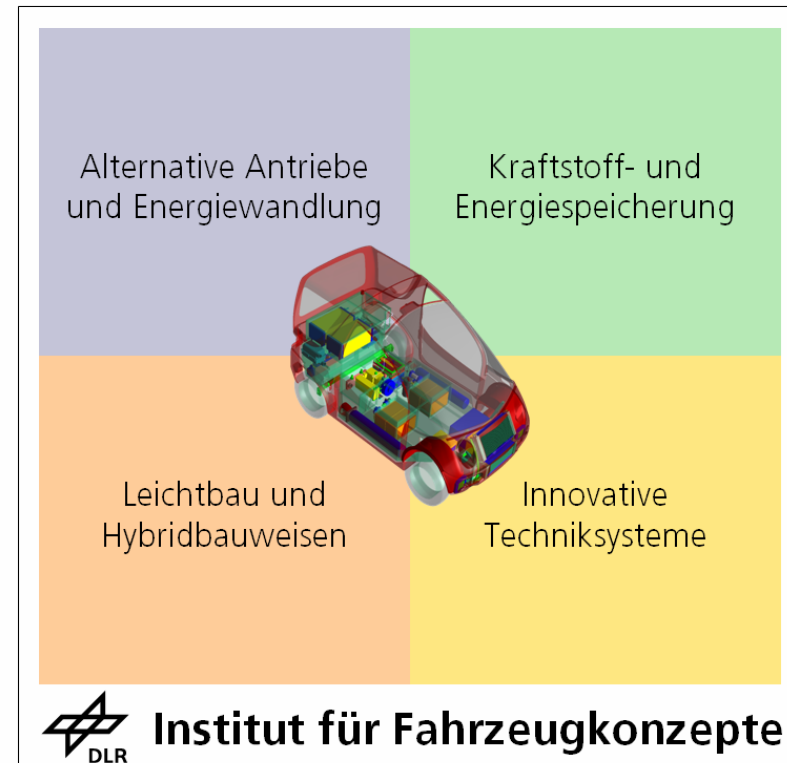 Alternative Antriebe
und Energiewandlung
Kraftstoff- und
Energiespeicherung
Leichtbau und
Hybridbauweisen
Innovative
Techniksysteme
DLR
Institut für Fahrzeugkonzepte